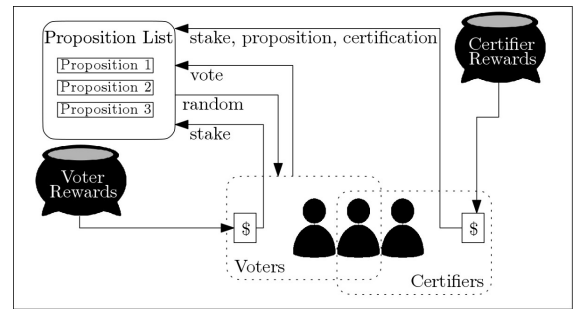 Proposition List
stake, proposition, certification
Certifier
Rewards
Proposition 1
vote
Proposition 2
random
Proposition 3
stake
Voter
Rewards
$
$
Voters
Certifiers